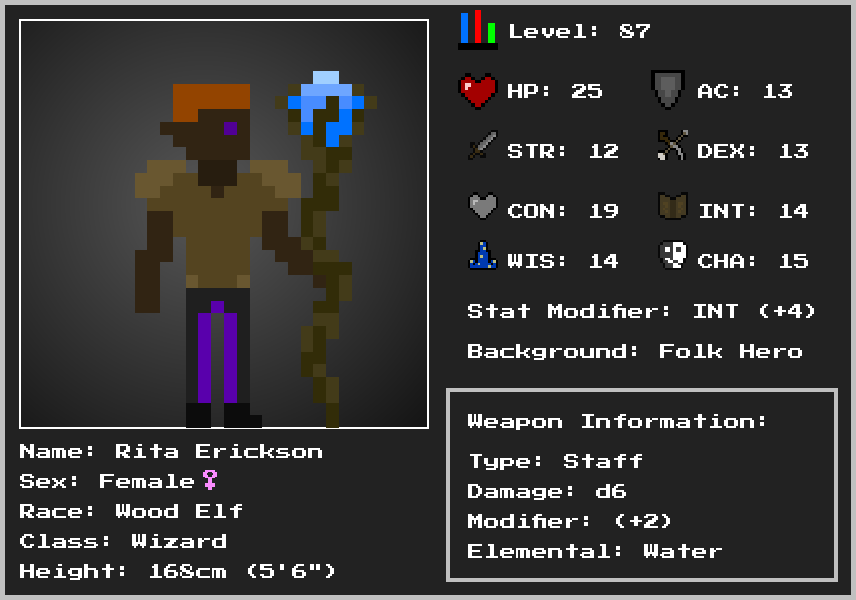 Level: 87
HP: 25 AC: 13
STR: 12 DEX: 13
CON: 19 INT: 14
WIS: 14 CHA: 15
Stat Modifier: INT (+4)
Background: Folk Hero
Weapon Information:
Type: Staff
Damage: d6
Modifier: (+2)
Elemental: Water
Name: Rita Erickson
Sex: Female♀
Race: Wood Elf
Class: Wizard
Height: 168cm (5'6")